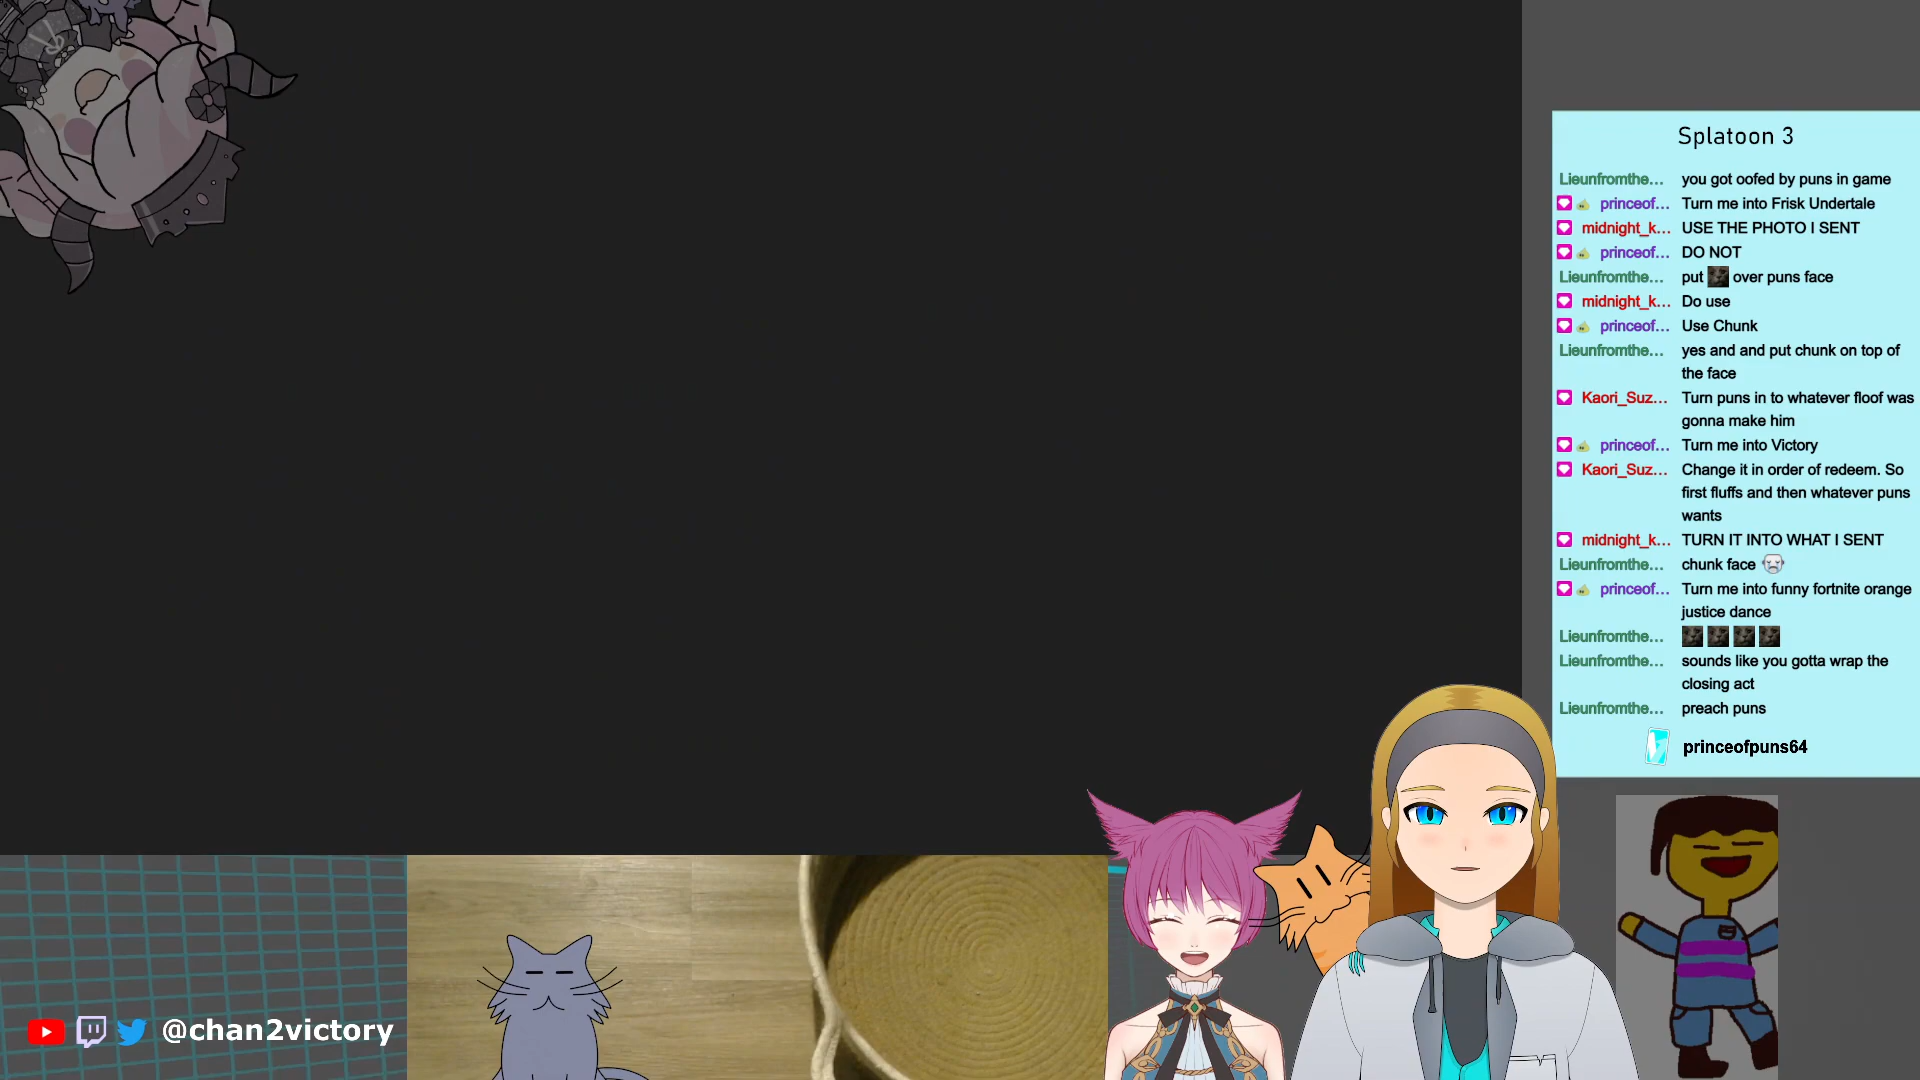 Splatoon 3
Lieunfromthe... you got oofed by puns in game
princeof... Turn me into Frisk Undertale
midnight_k... USE THE PHOTO I SENT
princeof... DO NOT
Lieunfromthe... put over puns face
midnight_k... Do use
princeof... Use Chunk
Lieunfromthe... yes and and put chunk on top of
the face
Kaori_Suz... Turn puns in to whatever floof was
gonna make him
princeof... Turn me into Victory
Kaori_Suz... Change it in order of redeem. So
first fluffs and then whatever puns
wants
midnight_k... TURN IT INTO WHAT I SENT
Lieunfromthe... chunk face
princeof... Turn me into funny fortnite orange
justice dance
Lieunfromthe...
Lieunfromthe... sounds like you gotta wrap the
closing act
Lieunfromthe... preach puns
princeofpuns64
@chan2victory